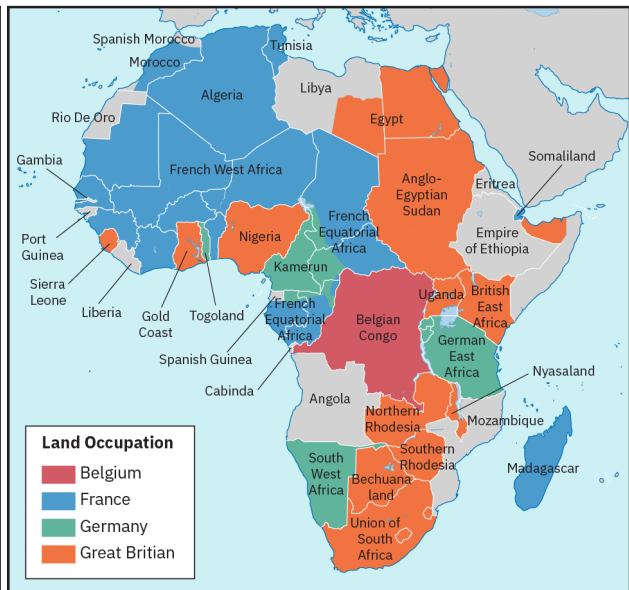 Spanish Morocco
Tunisia
Morocco
Algeria
Libya
Egypt
Rio De Oro
Gambia
French West Africa
Somaliland
Anglo-
Egyptian
Sudan
Eritrea
Port
Guinea
French
Equatorial
Africa
Nigeria
Empire
of Ethiopia
Sierra
Leone
Kamerun
Liberia
Gold
Coast
Togoland
French
Equatorial
Africa
Uganda
British
East
Africa
Belgian
Congo
Spanish Guinea
German
East
Africa
Cabinda
Nyasaland
Angola
Northern
Rhodesia
Mozambique
Southern
Rhodesia
Madagascar
South
West
Africa
Bechuana
land
Union of
South
Africa
Land Occupation
Belgium
France
Germany
Great Britian